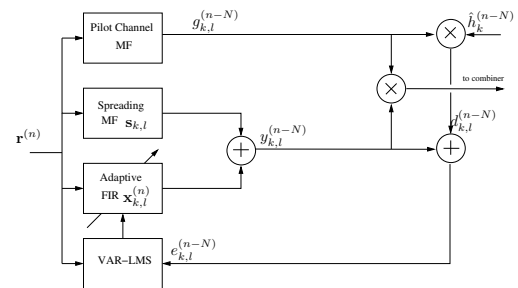 Pilot Channel
MF
g_{k,l}^{(n-N)}
ĥ_k^{(n-N)}
×
×
to combiner
Spreading
MF s_{k,l}
d_{k,l}^{(n-N)}
r^{(n)}
y_{k,l}^{(n-N)}
+
+
Adaptive
FIR x_{k,l}^{(n)}
VAR–LMS
e_{k,l}^{(n-N)}